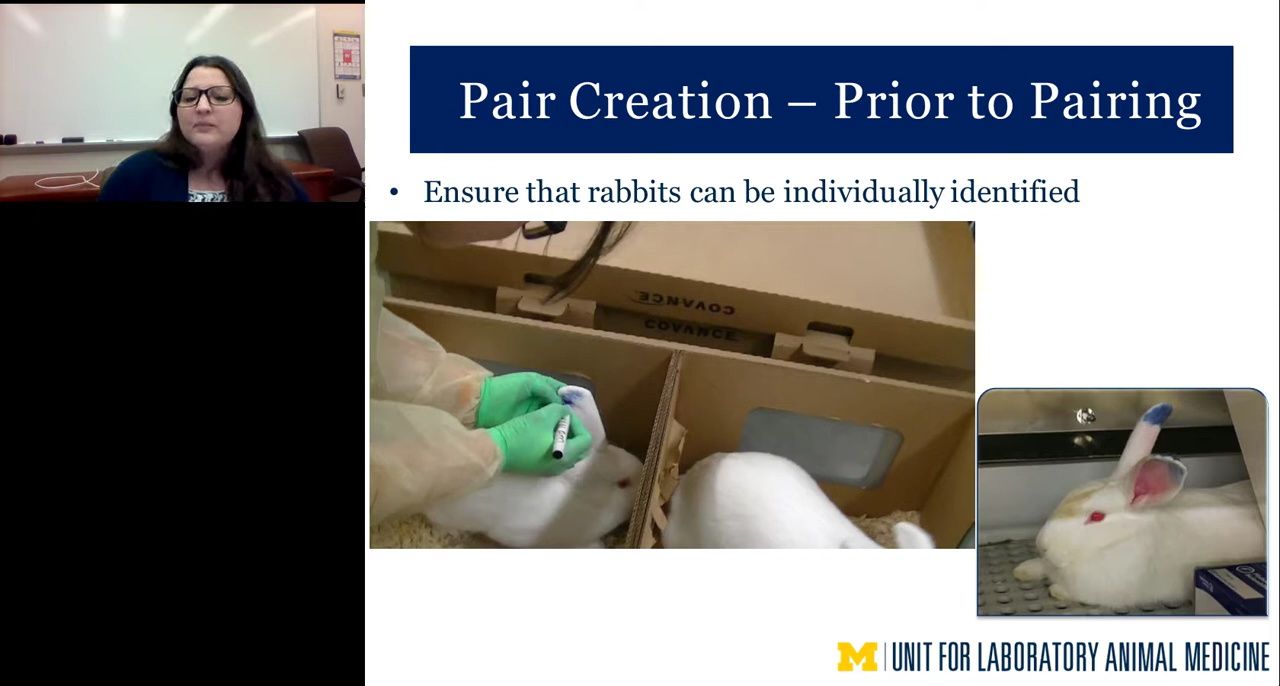 Pair Creation – Prior to Pairing
• Ensure that rabbits can be individually identified
COVANCE
COVANCE
M | UNIT FOR LABORATORY ANIMAL MEDICINE